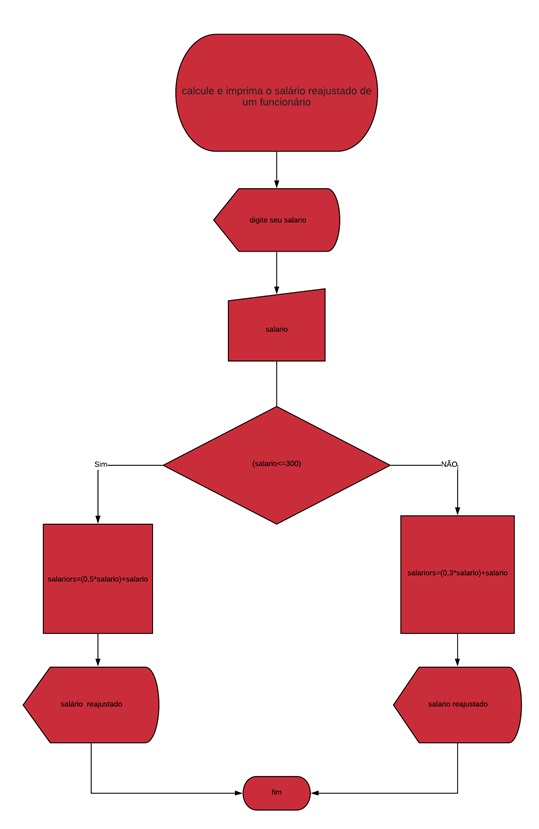 calcule e imprima o salário reajustado de
um funcionário
digite seu salario
salario
(salario<=300)
Sim
NÃO
salariors=(0,5*salario)+salario
salariors=(0,3*salario)+salario
salário  reajustado
salario reajustado
fim